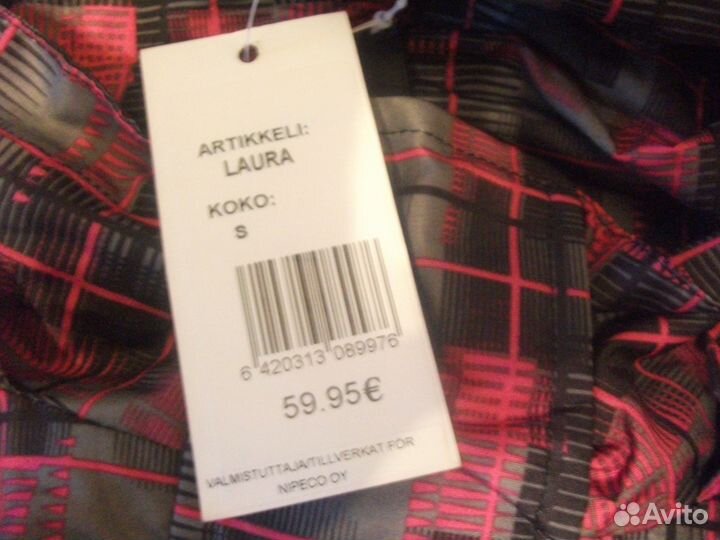 ARTIKKELI:
LAURA
KOKO:
S
6 420313 089976
59.95€
VALMISTUTTAJA/TILLVERKAT FOR
NIPECO OY
Avito